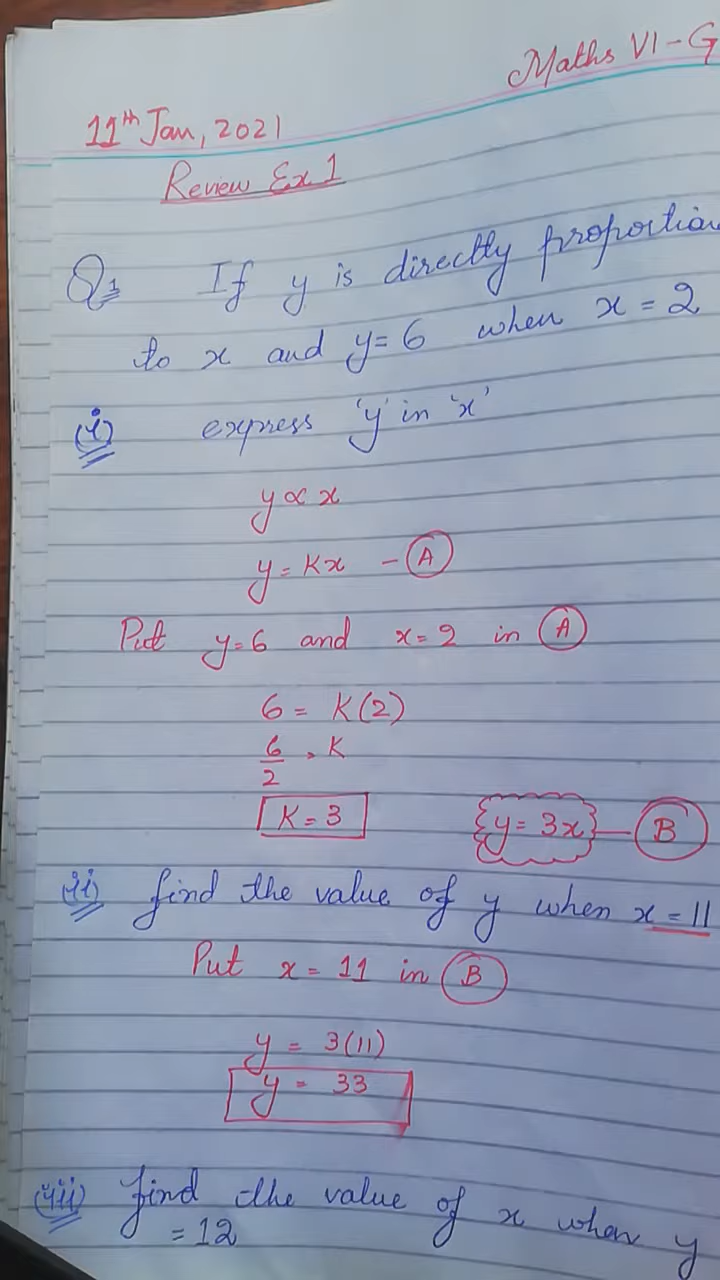 Maths VI - G
11th Jan, 2021
Review Ex 1
Q3 If y is directly proportion
to x and y = 6 when x = 2
(i) express 'y' in 'x'
y ∝ x
y = Kx - (A)
Put y = 6 and x = 2 in (A)
6 = K(2)
6/2 = K
K = 3 y = 3x - (B)
(ii) find the value of y when x = 11
Put x = 11 in (B)
y = 3(11)
y = 33
(iii) find the value of x when y
= 12